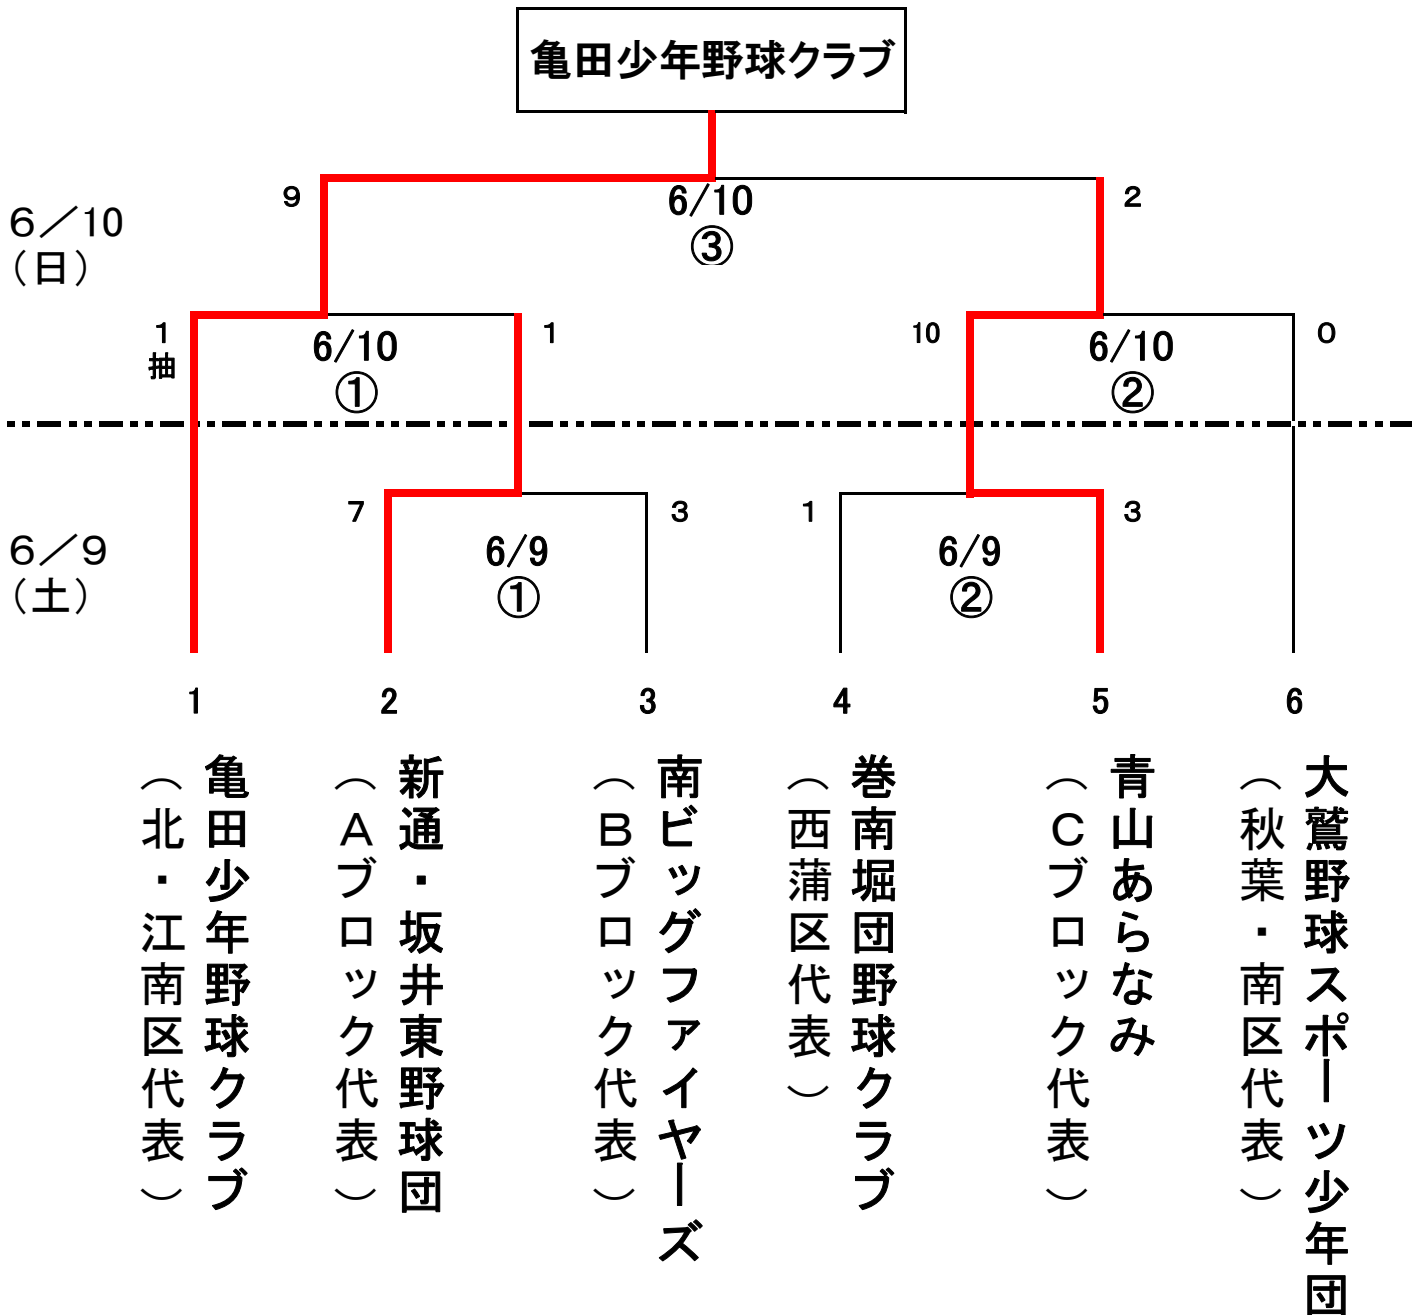 亀田少年野球クラブ
9
6/10
③
2
６／10
（日）
1
抽
6/10
①
1
10
6/10
②
0
7
6/9
①
3
1
6/9
②
3
６／９
（土）
1
2
3
4
5
6
亀田少年野球クラブ
（北・江南区代表）
新通・坂井東野球団
（Ａブロック代表）
南ビッグファイヤーズ
（Ｂブロック代表）
巻南堀団野球クラブ
（西蒲区代表）
青山あらなみ
（Ｃブロック代表）
大鷲野球スポーツ少年団
（秋葉・南区代表）